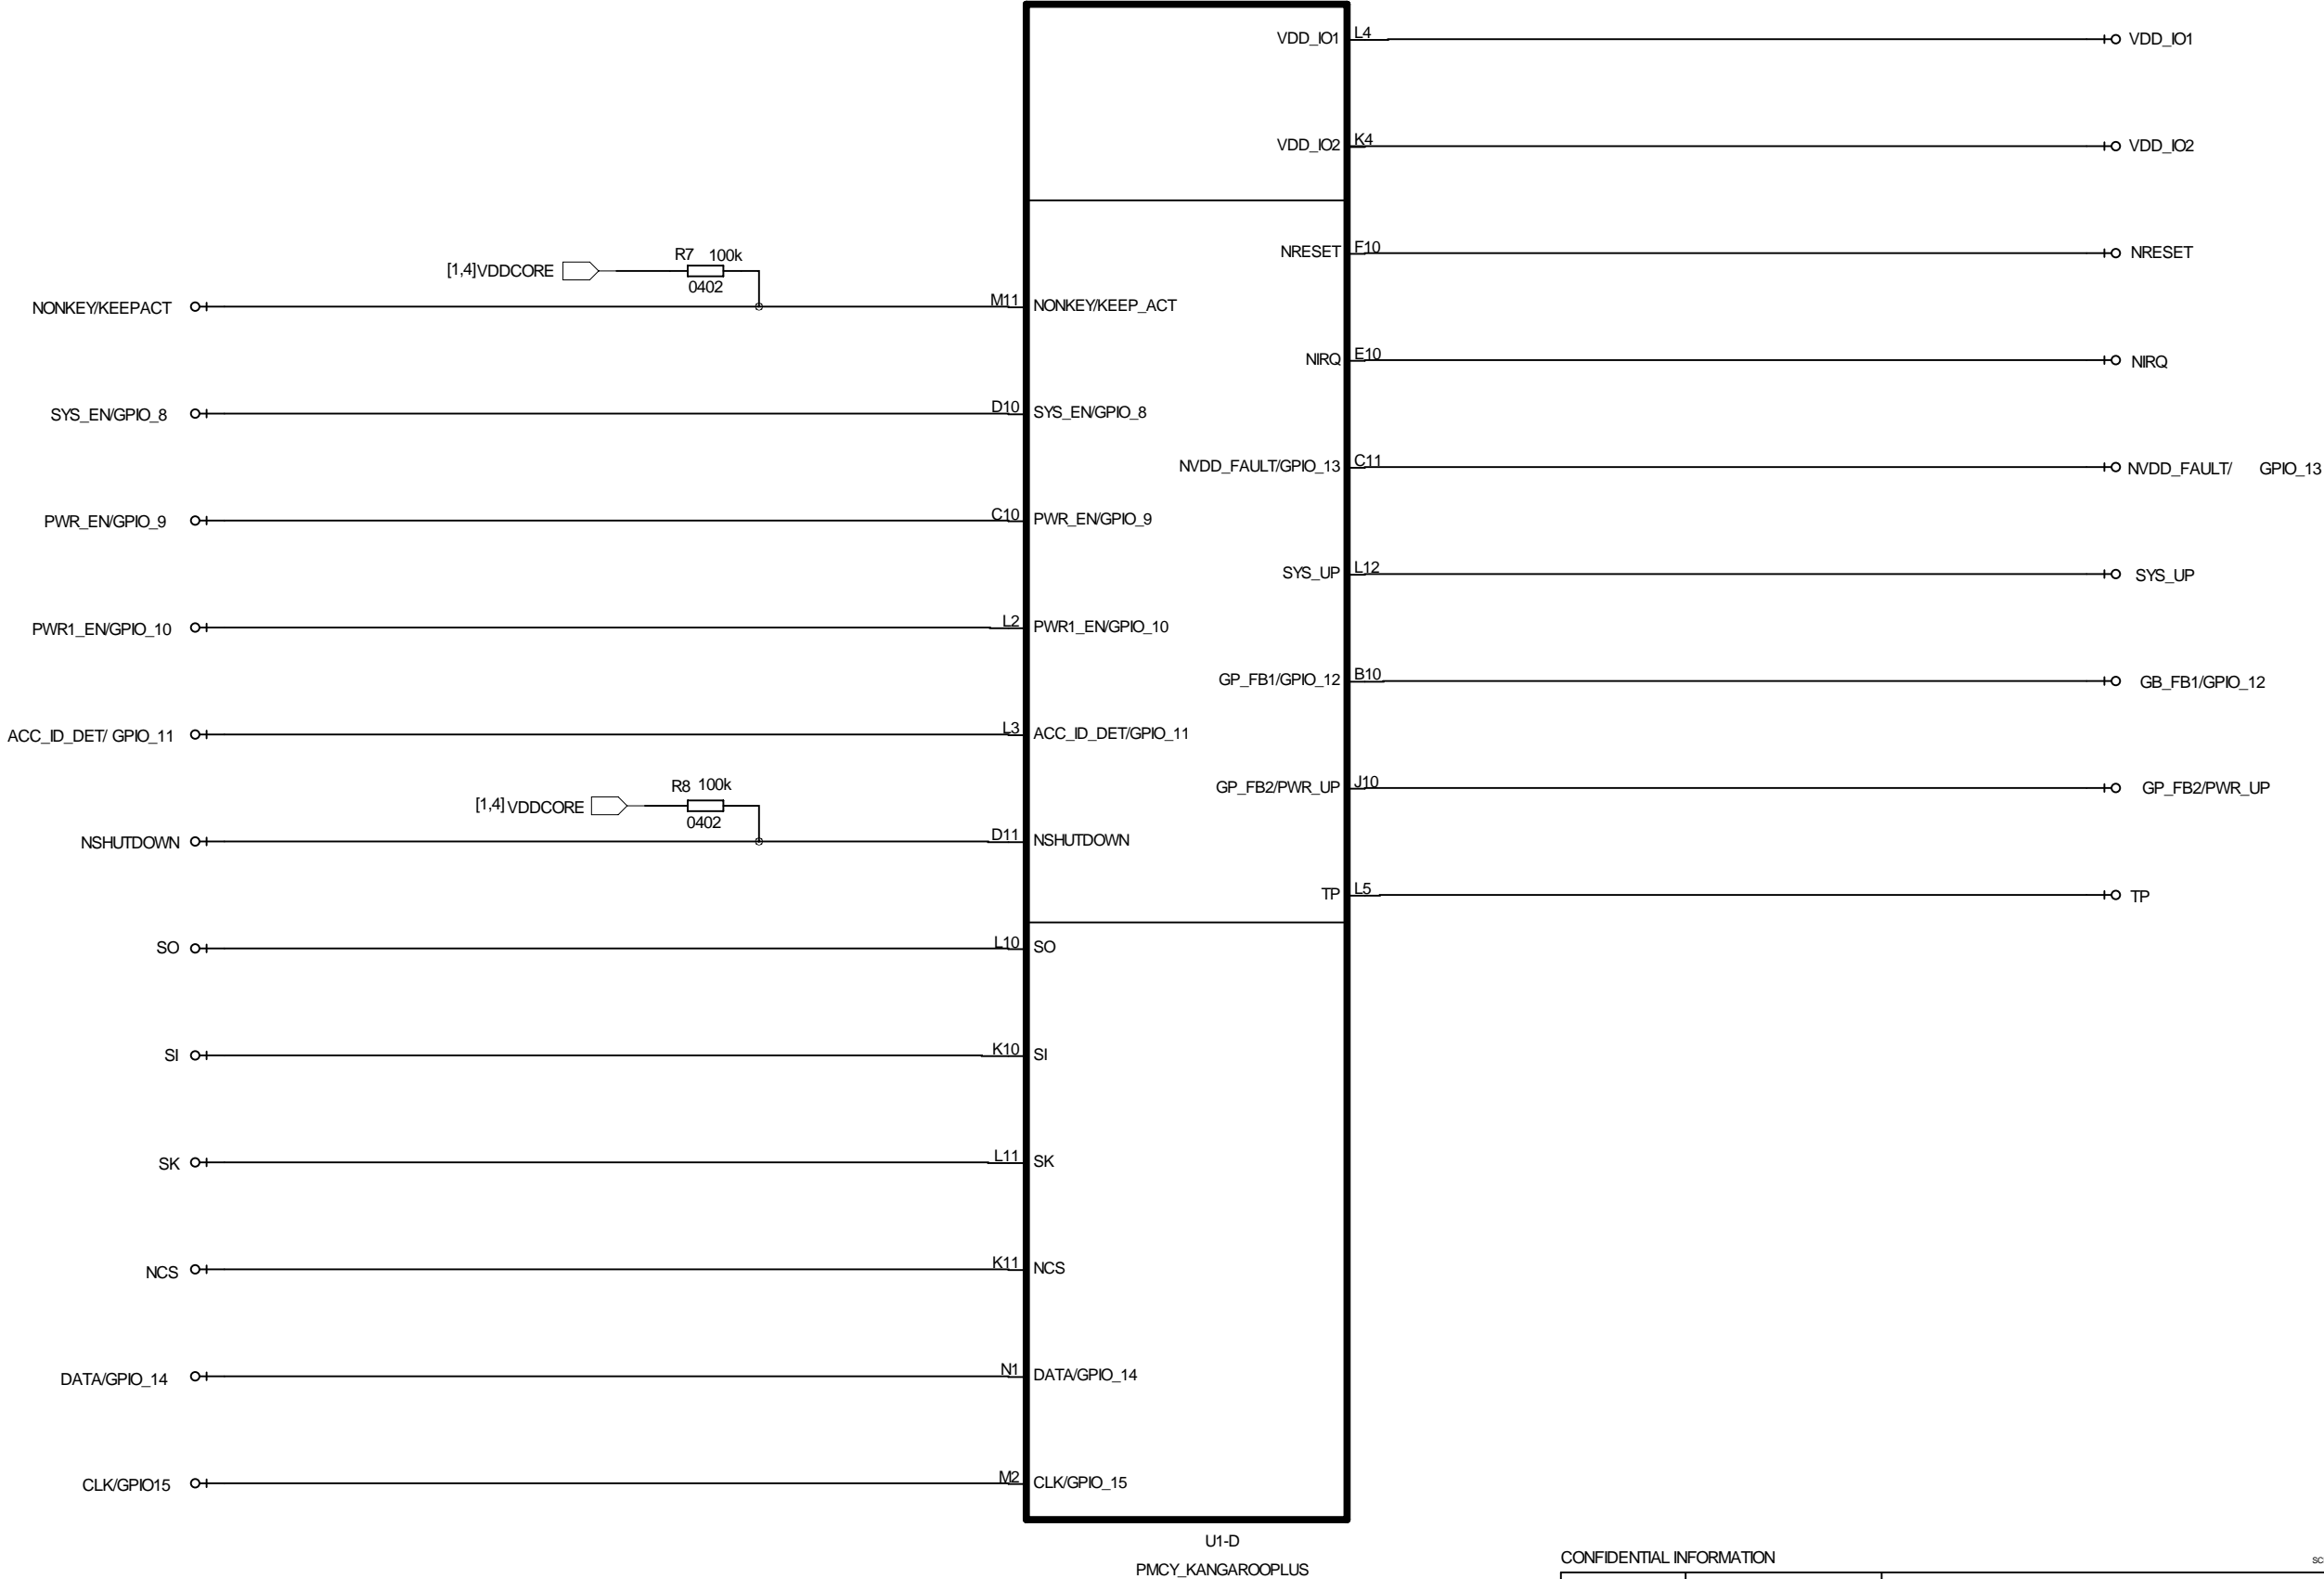 VDD_IO1 L4 VDD_IO1
VDD_IO2 K4 VDD_IO2
NRESET F10 NRESET
R7 100k
[1,4]VDDCORE
0402
NONKEY/KEEPACT M11 NONKEY/KEEP_ACT
NIRQ E10 NIRQ
SYS_EN/GPIO_8 D10 SYS_EN/GPIO_8
NVDD_FAULT/GPIO_13 C11 NVDD_FAULT/ GPIO_13
PWR_EN/GPIO_9 C10 PWR_EN/GPIO_9
SYS_UP L12 SYS_UP
PWR1_EN/GPIO_10 L2 PWR1_EN/GPIO_10
GP_FB1/GPIO_12 B10 GB_FB1/GPIO_12
ACC_ID_DET/ GPIO_11 L3 ACC_ID_DET/GPIO_11
GP_FB2/PWR_UP J10 GP_FB2/PWR_UP
R8 100k
[1,4] VDDCORE
0402
NSHUTDOWN D11 NSHUTDOWN
TP L5 TP
SO L10 SO
SI K10 SI
SK L11 SK
NCS K11 NCS
DATA/GPIO_14 N1 DATA/GPIO_14
CLK/GPIO15 M2 CLK/GPIO_15
U1-D
PMCY_KANGAROOPLUS
CONFIDENTIAL INFORMATION